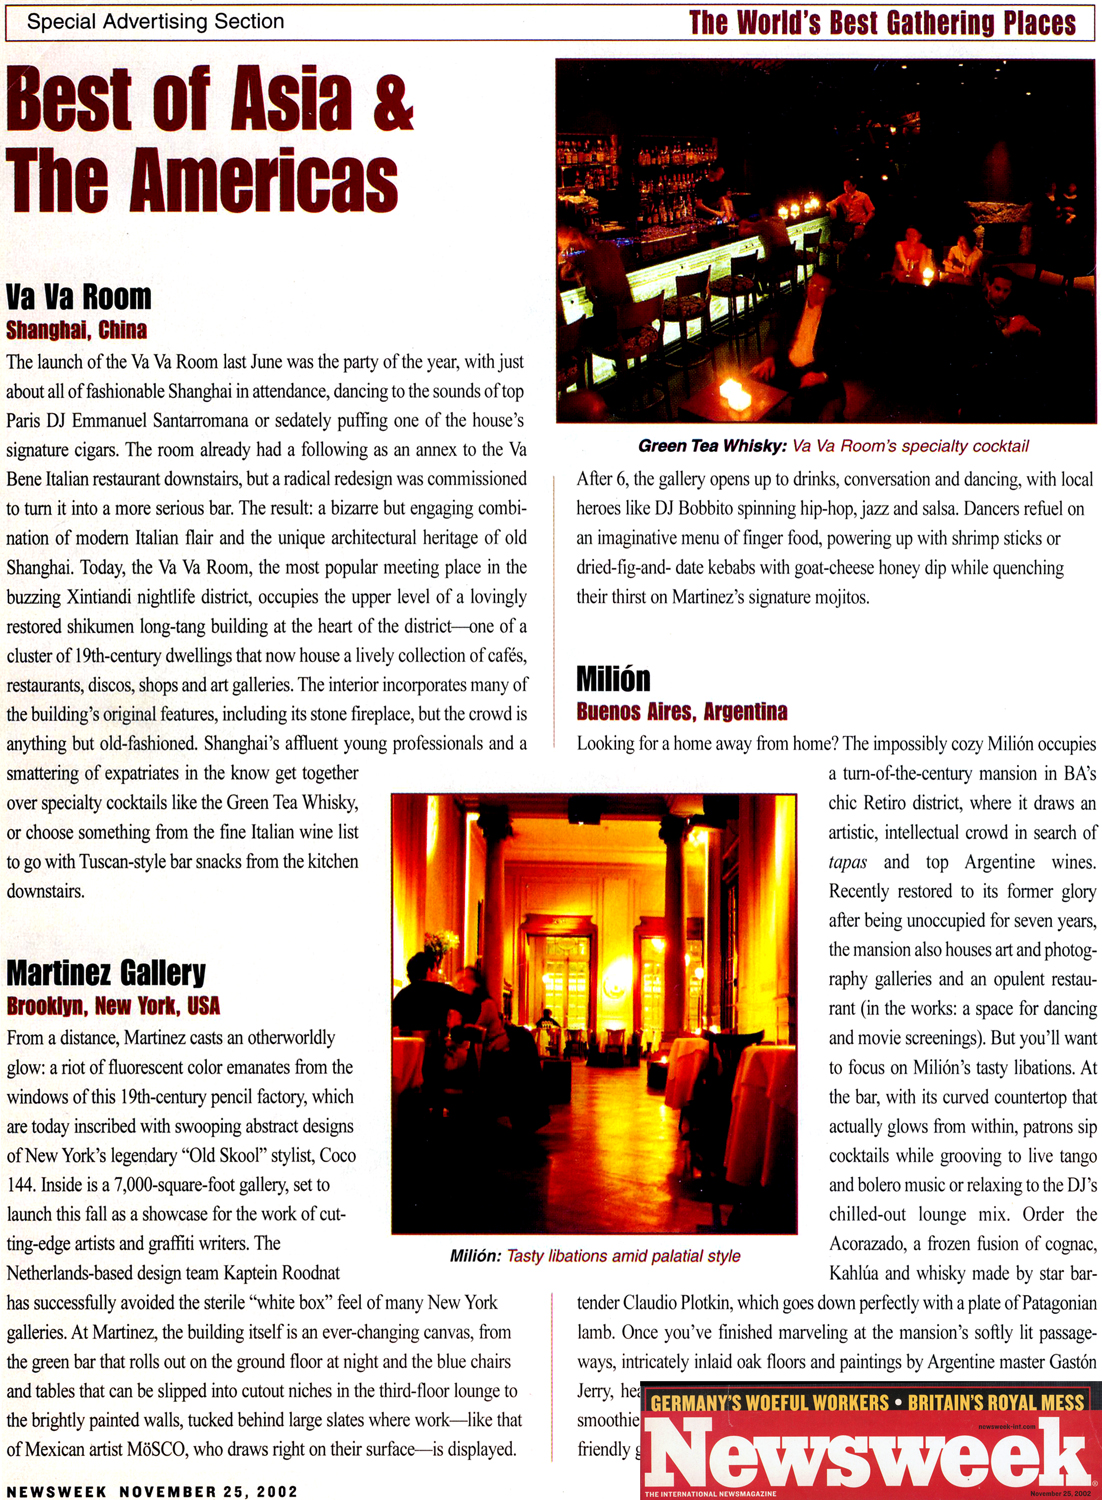 Special Advertising Section
The World's Best Gathering Places
Best of Asia &
The Americas
Va Va Room
Shanghai, China
The launch of the Va Va Room last June was the party of the year, with just
about all of fashionable Shanghai in attendance, dancing to the sounds of top
Paris DJ Emmanuel Santarromana or sedately puffing one of the house's
signature cigars. The room already had a following as an annex to the Va
Bene Italian restaurant downstairs, but a radical redesign was commissioned
to turn it into a more serious bar. The result: a bizarre but engaging combi-
nation of modern Italian flair and the unique architectural heritage of old
Shanghai. Today, the Va Va Room, the most popular meeting place in the
buzzing Xintiandi nightlife district, occupies the upper level of a lovingly
restored shikumen long-tang building at the heart of the district—one of a
cluster of 19th-century dwellings that now house a lively collection of cafés,
restaurants, discos, shops and art galleries. The interior incorporates many of
the building's original features, including its stone fireplace, but the crowd is
anything but old-fashioned. Shanghai's affluent young professionals and a
smattering of expatriates in the know get together
over specialty cocktails like the Green Tea Whisky,
or choose something from the fine Italian wine list
to go with Tuscan-style bar snacks from the kitchen
downstairs.
Martinez Gallery
Brooklyn, New York, USA
From a distance, Martinez casts an otherworldly
glow: a riot of fluorescent color emanates from the
windows of this 19th-century pencil factory, which
are today inscribed with swooping abstract designs
of New York's legendary "Old Skool" stylist, Coco
144. Inside is a 7,000-square-foot gallery, set to
launch this fall as a showcase for the work of cut-
ting-edge artists and graffiti writers. The
Netherlands-based design team Kaptein Roodnat
has successfully avoided the sterile "white box" feel of many New York
galleries. At Martinez, the building itself is an ever-changing canvas, from
the green bar that rolls out on the ground floor at night and the blue chairs
and tables that can be slipped into cutout niches in the third-floor lounge to
the brightly painted walls, tucked behind large slates where work—like that
of Mexican artist MöSCO, who draws right on their surface—is displayed.
Green Tea Whisky: Va Va Room's specialty cocktail
After 6, the gallery opens up to drinks, conversation and dancing, with local
heroes like DJ Bobbito spinning hip-hop, jazz and salsa. Dancers refuel on
an imaginative menu of finger food, powering up with shrimp sticks or
dried-fig-and- date kebabs with goat-cheese honey dip while quenching
their thirst on Martinez's signature mojitos.
Milión
Buenos Aires, Argentina
Looking for a home away from home? The impossibly cozy Milión occupies
a turn-of-the-century mansion in BA's
chic Retiro district, where it draws an
artistic, intellectual crowd in search of
tapas and top Argentine wines.
Recently restored to its former glory
after being unoccupied for seven years,
the mansion also houses art and photog-
raphy galleries and an opulent restau-
rant (in the works: a space for dancing
and movie screenings). But you'll want
to focus on Milión's tasty libations. At
the bar, with its curved countertop that
actually glows from within, patrons sip
cocktails while grooving to live tango
and bolero music or relaxing to the DJ's
chilled-out lounge mix. Order the
Acorazado, a frozen fusion of cognac,
Kahlúa and whisky made by star bar-
tender Claudio Plotkin, which goes down perfectly with a plate of Patagonian
lamb. Once you've finished marveling at the mansion's softly lit passage-
ways, intricately inlaid oak floors and paintings by Argentine master Gastón
Jerry,
smoothie
friendly
Milión: Tasty libations amid palatial style
GERMANY'S WOEFUL WORKERS • BRITAIN'S ROYAL MESS
newsweek-int.com
Newsweek
THE INTERNATIONAL NEWSMAGAZINE
November 25, 2002
NEWSWEEK NOVEMBER 25, 2002